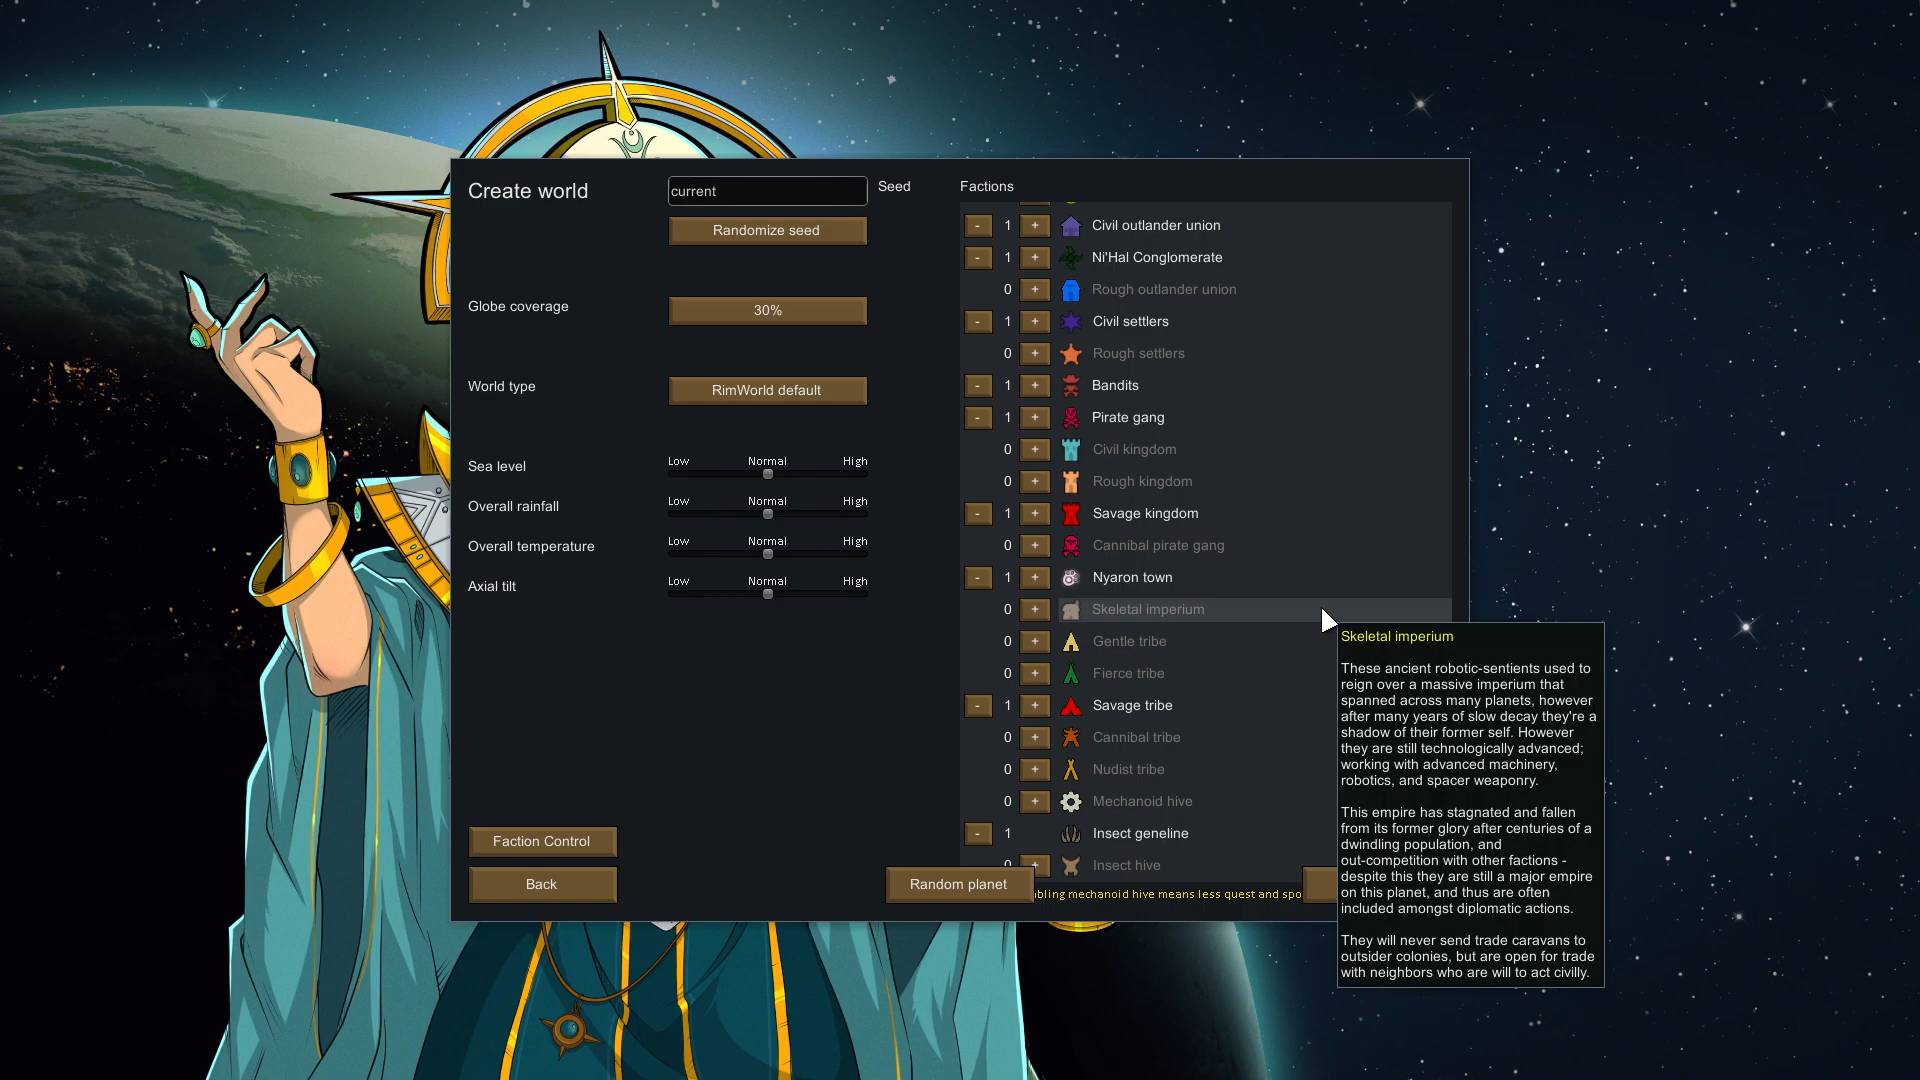 Create world
current
Seed
Randomize seed
Globe coverage
30%
World type
RimWorld default
Sea level
Low Normal High
Overall rainfall
Low Normal High
Overall temperature
Low Normal High
Axial tilt
Low Normal High
Faction Control
Back
Random planet
Factions
- 1 + Civil outlander union
- 1 + Ni'Hal Conglomerate
0 + Rough outlander union
- 1 + Civil settlers
0 + Rough settlers
- 1 + Bandits
- 1 + Pirate gang
0 + Civil kingdom
0 + Rough kingdom
- 1 + Savage kingdom
0 + Cannibal pirate gang
- 1 + Nyaron town
0 + Skeletal imperium
0 + Gentle tribe
0 + Fierce tribe
- 1 + Savage tribe
0 + Cannibal tribe
0 + Nudist tribe
0 + Mechanoid hive
- 1 Insect geneline
0 + Insect hive
mechanoid hive means less quest and
Skeletal imperium
These ancient robotic-sentients used to
reign over a massive imperium that
spanned across many planets, however
after many years of slow decay they're a
shadow of their former self. However
they are still technologically advanced;
working with advanced machinery,
robotics, and spacer weaponry.
This empire has stagnated and fallen
from its former glory after centuries of a
dwindling population, and
out-competition with other factions -
despite this they are still a major empire
on this planet, and thus are often
included amongst diplomatic actions.
They will never send trade caravans to
outsider colonies, but are open for trade
with neighbors who are will to act civilly.